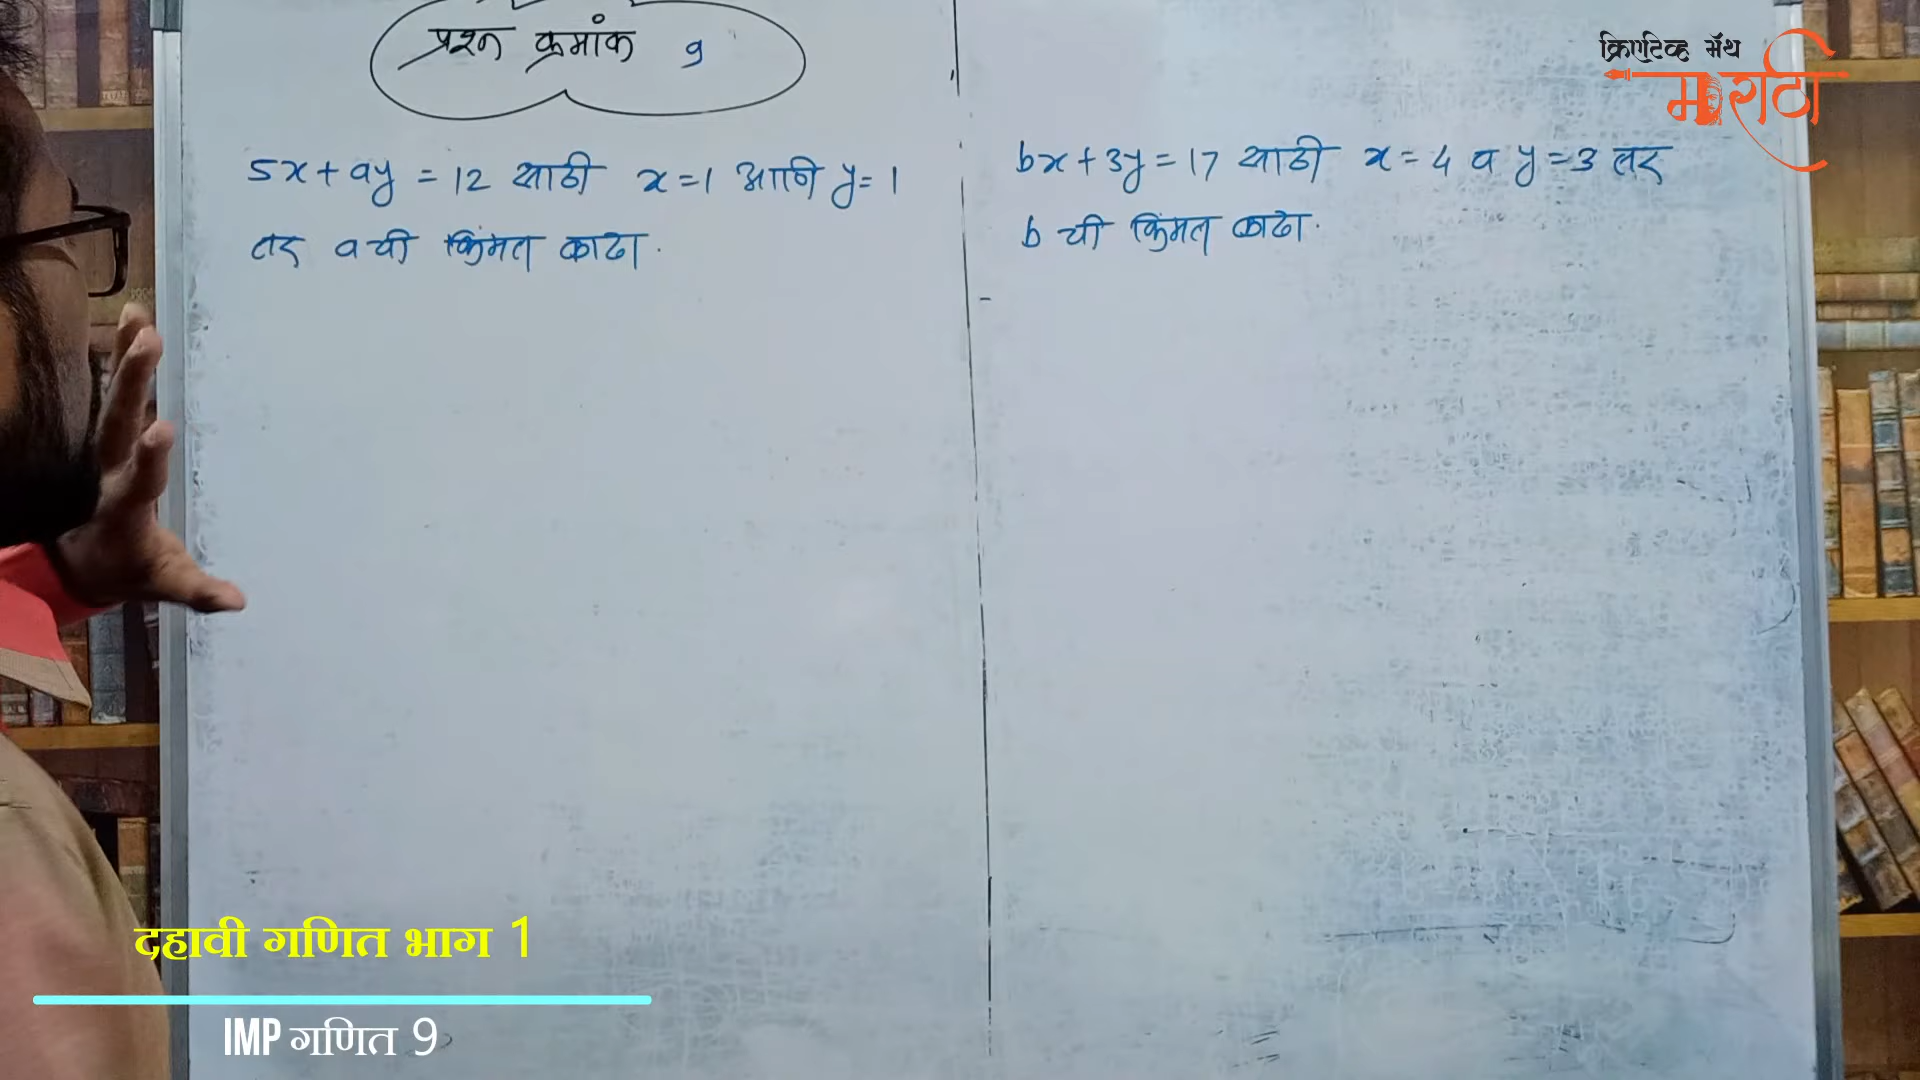 प्रश्न क्रमांक 9
क्रिएटिव्ह मॅथ
मराठी
5x+ay = 12 साठी x=1 आणि y=1
तर a ची किंमत काढा.
bx+3y=17 साठी x=4 व y=3 तर
b ची किंमत काढा.
दहावी गणित भाग 1
IMP गणित 9